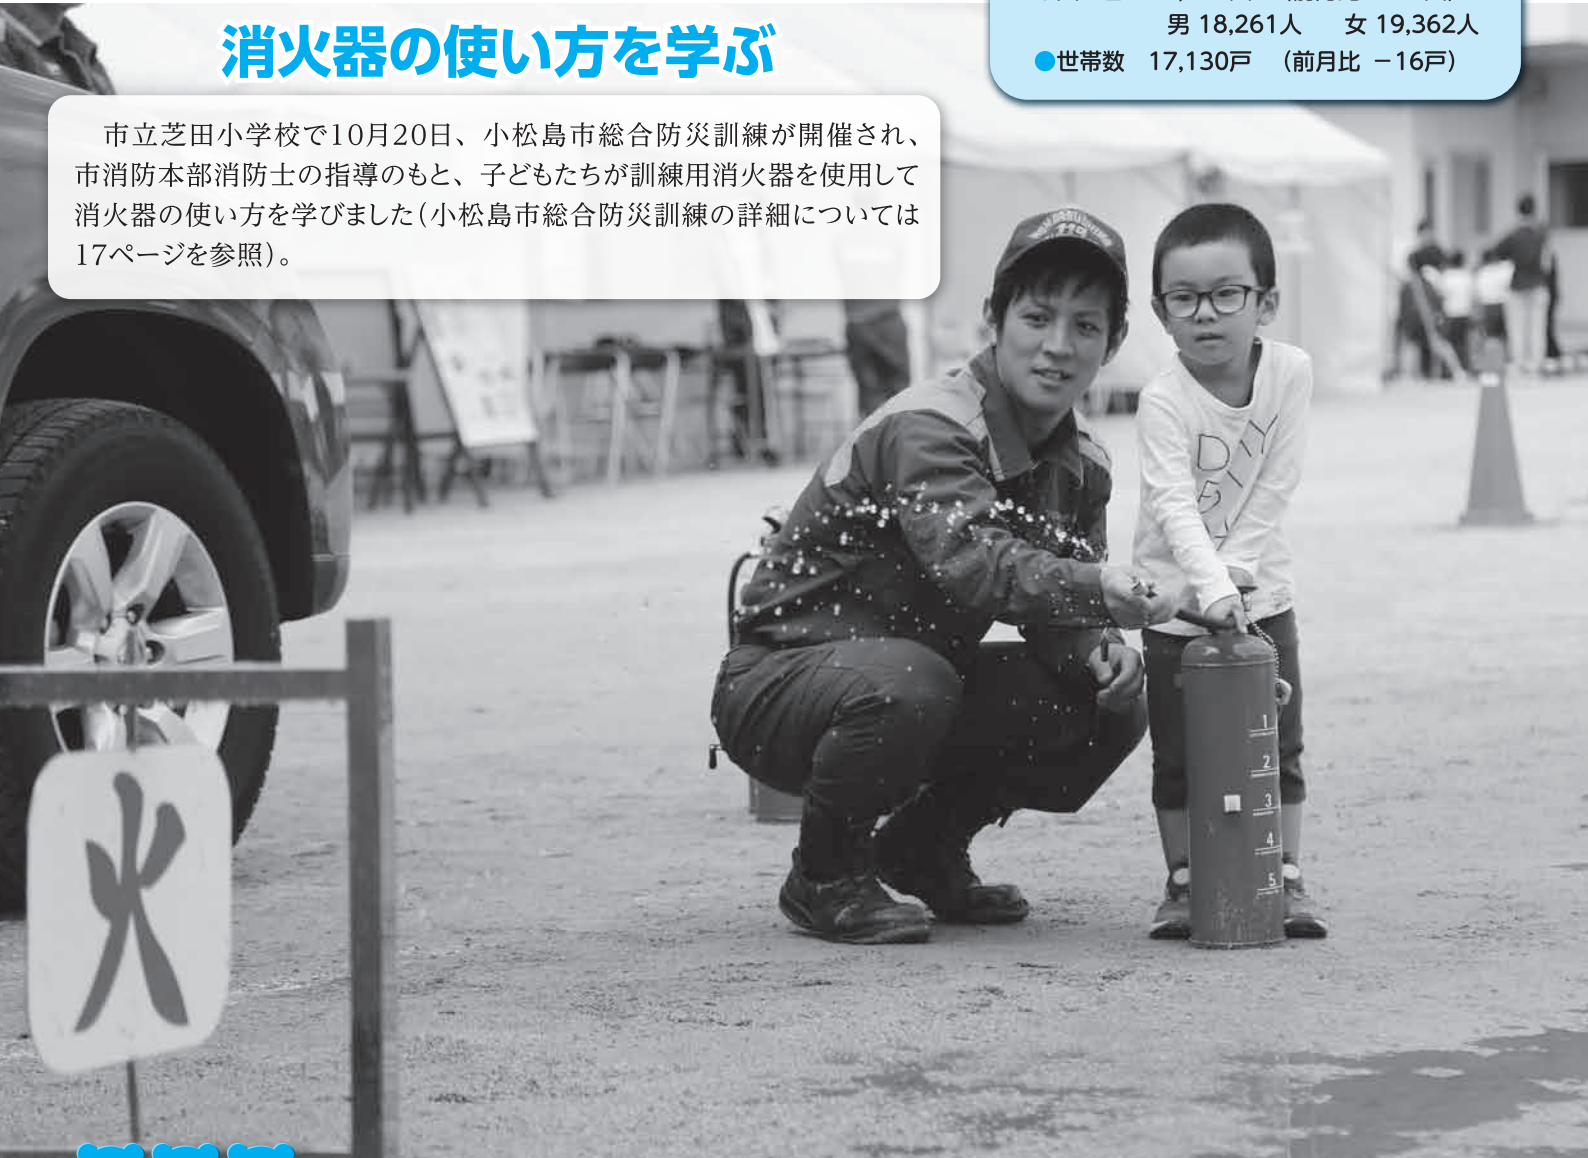 消火器の使い方を学ぶ
男 18,261人　女 19,362人
●世帯数　17,130戸　（前月比 －16戸）
市立芝田小学校で10月20日、小松島市総合防災訓練が開催され、
市消防本部消防士の指導のもと、子どもたちが訓練用消火器を使用して
消火器の使い方を学びました（小松島市総合防災訓練の詳細については
17ページを参照）。
119
DIY
1
2
3
4
5
火